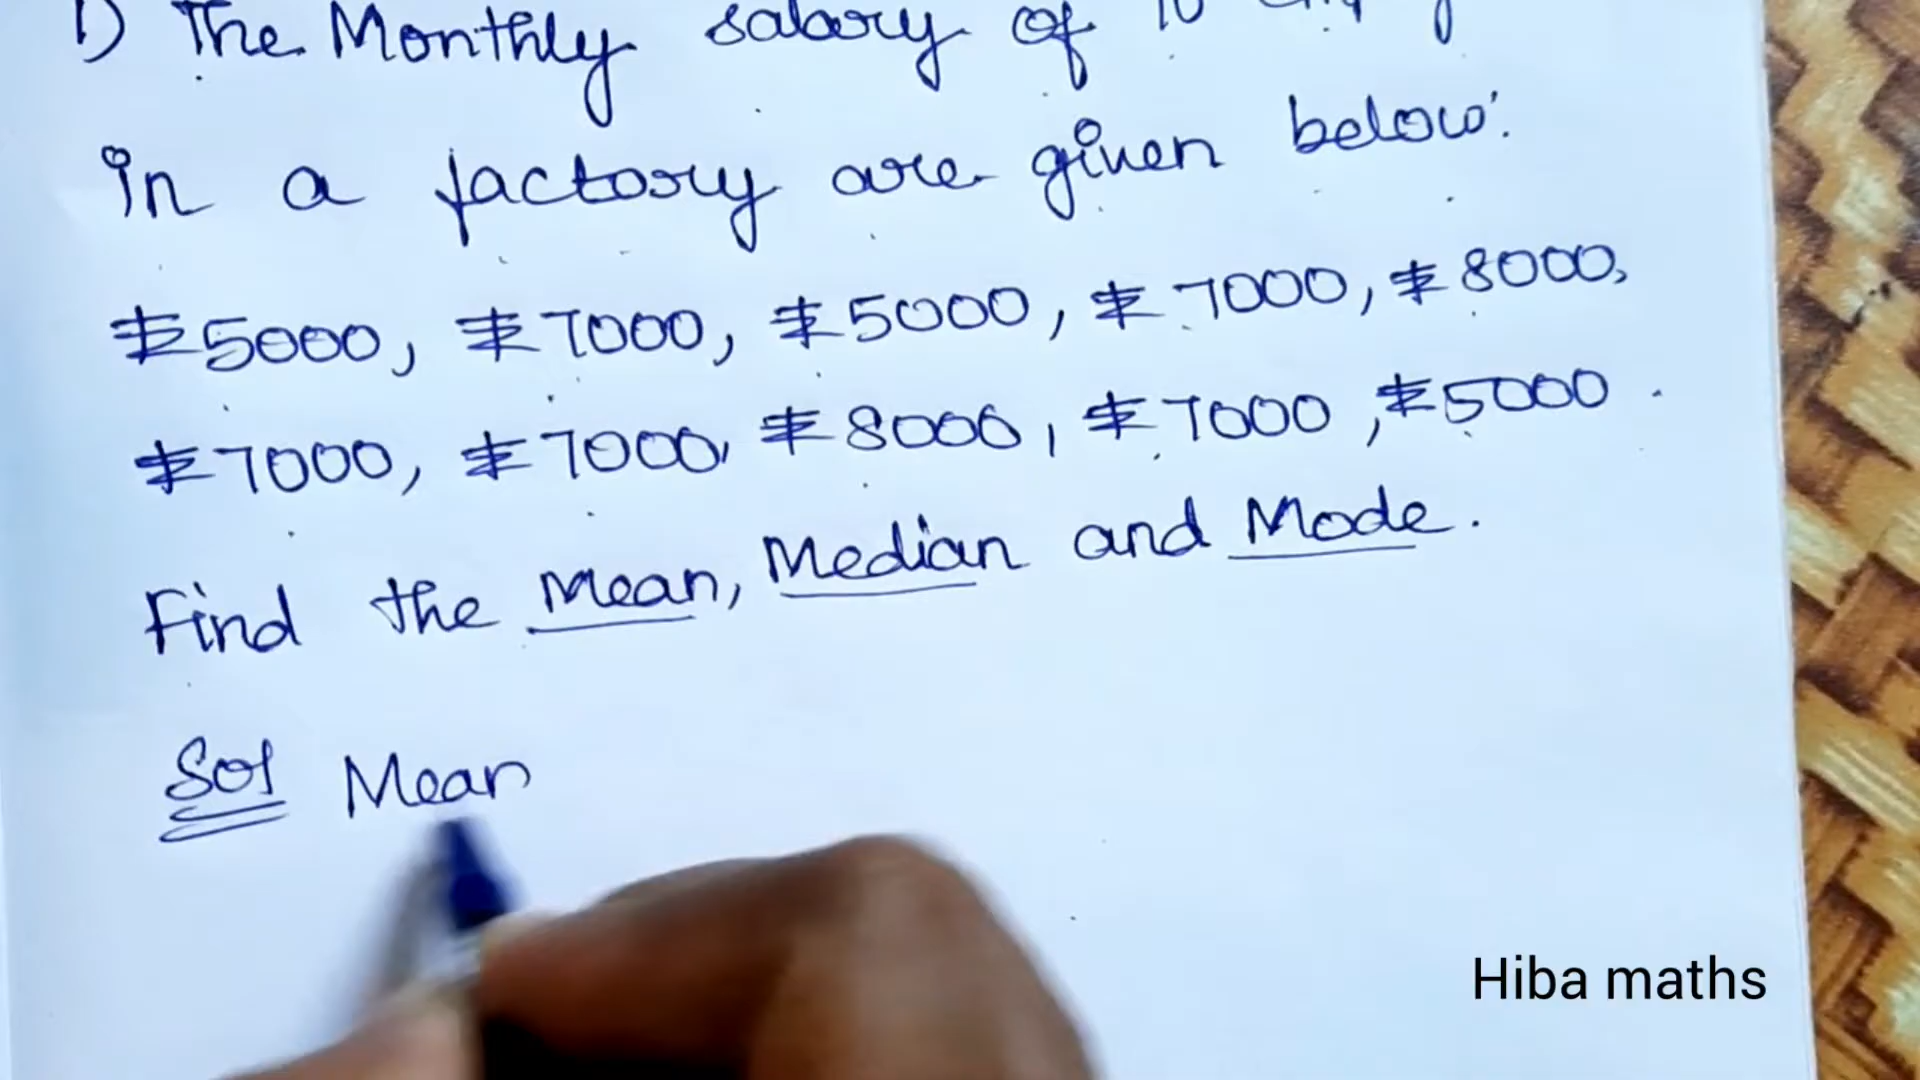 1) The Monthly salary of 10
in a factory are given below:
₹5000, ₹7000, ₹5000, ₹7000, ₹8000,
₹7000, ₹7000, ₹8000, ₹7000, ₹5000.
Find the Mean, Median and Mode.
Sol Mean
Hiba maths